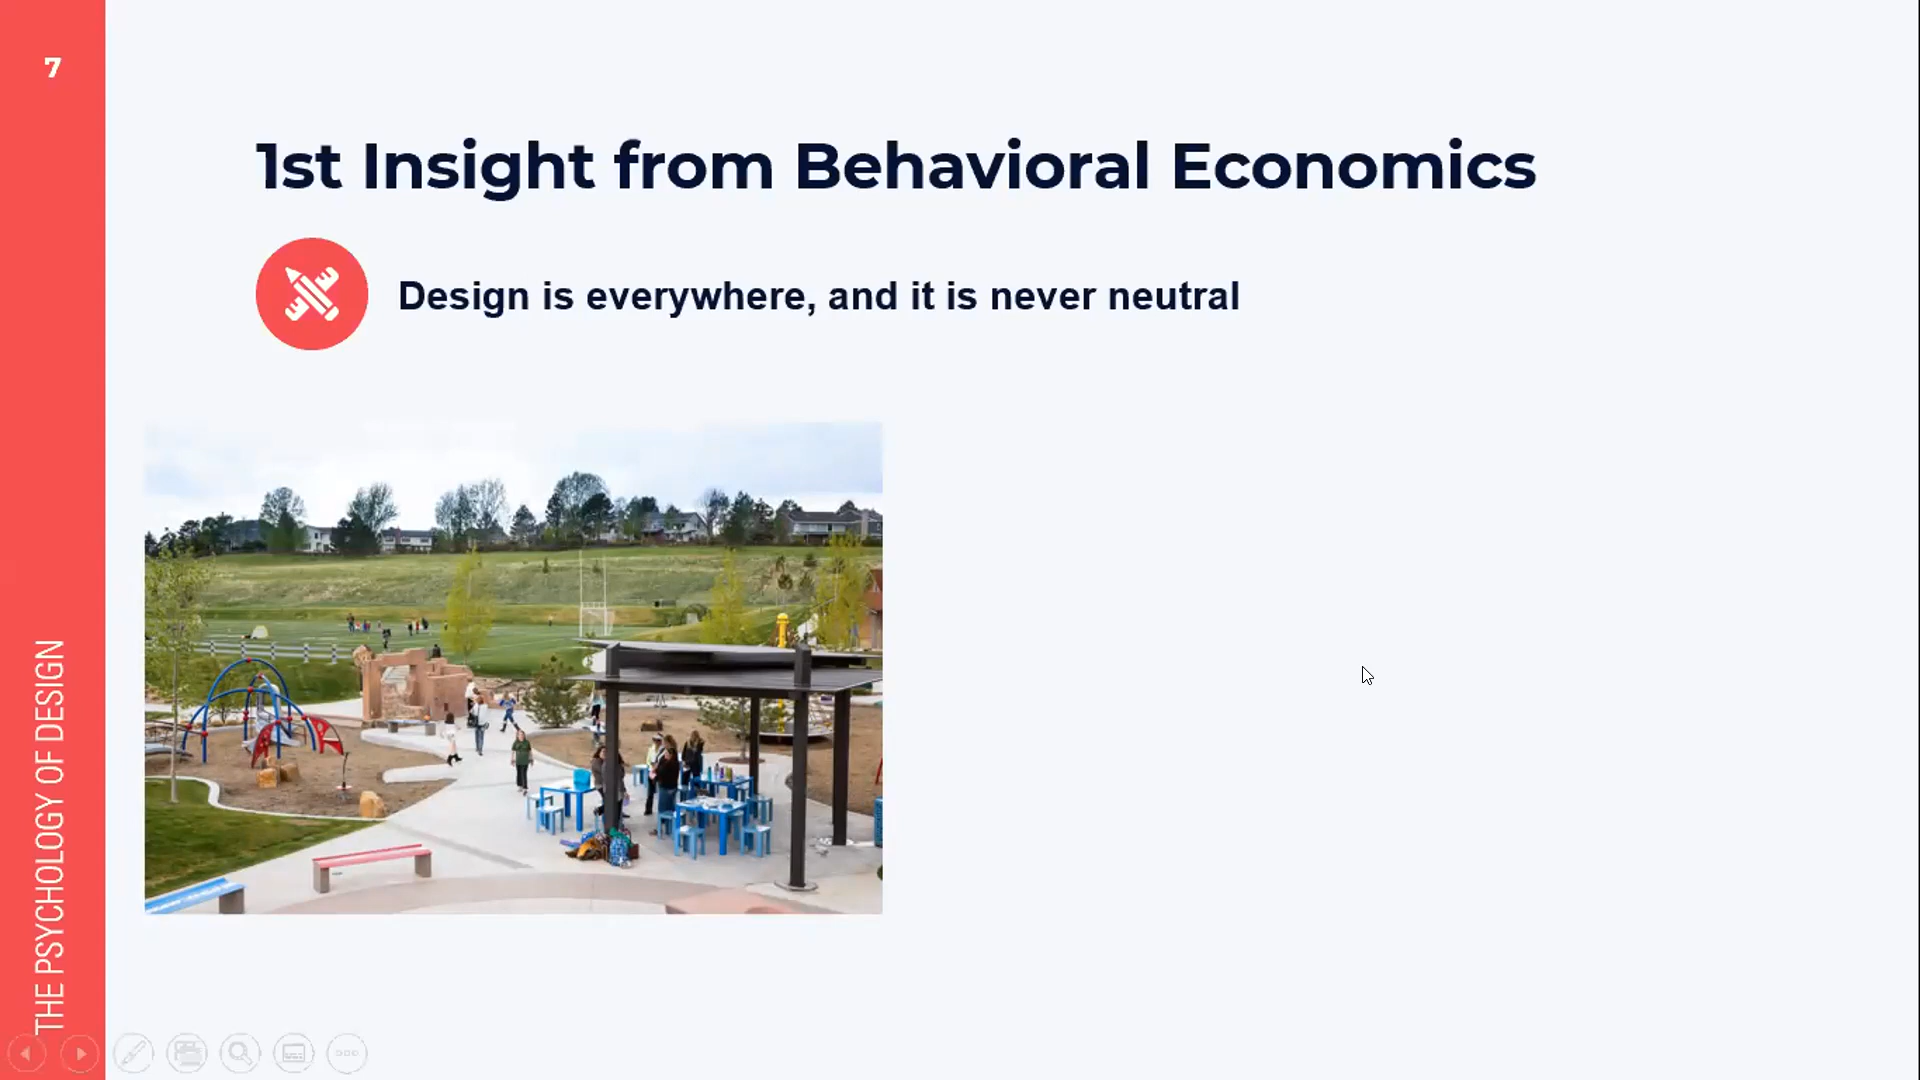 7
1st Insight from Behavioral Economics
Design is everywhere, and it is never neutral
THE PSYCHOLOGY OF DESIGN